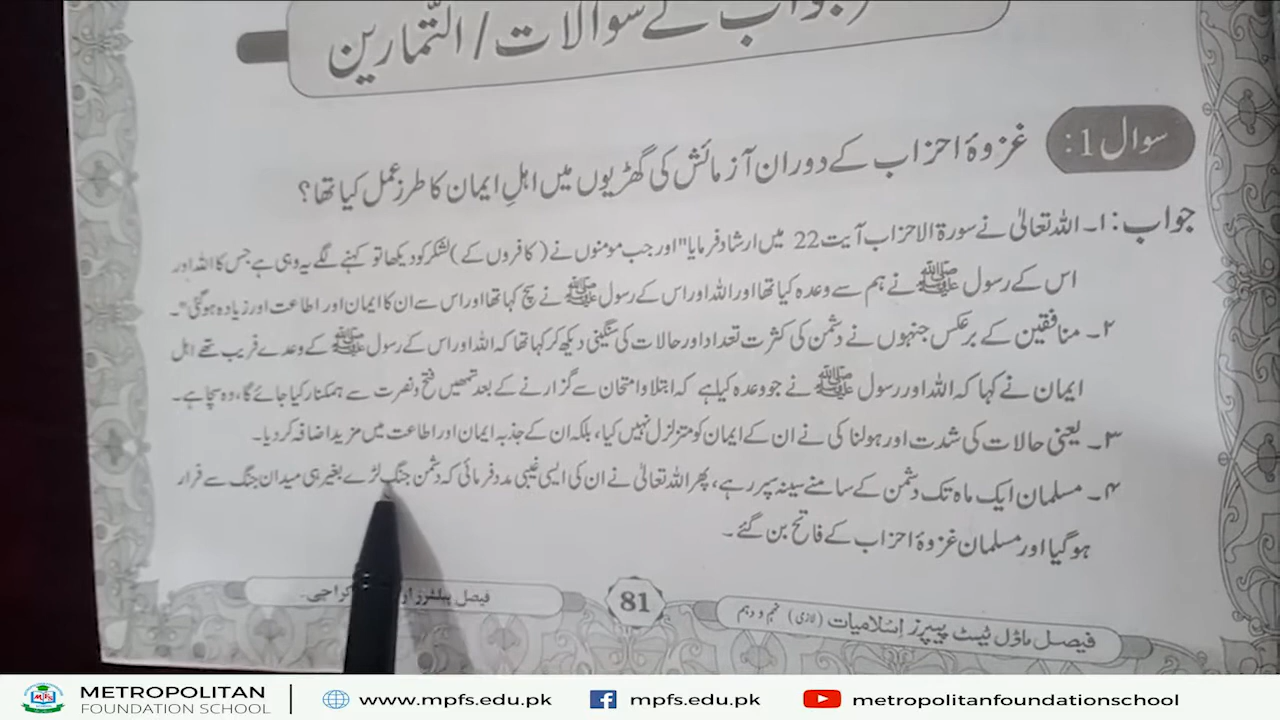 جواب کے سوالات/التّمارین
سوال 1:
غزوۂ احزاب کے دوران آزمائش کی گھڑیوں میں اہلِ ایمان کا طرزِ عمل کیا تھا؟
جواب: ۱۔ اللہ تعالیٰ نے سورۃ الاحزاب آیت 22 میں ارشاد فرمایا "اور جب مومنوں نے (کافروں کے) لشکر کو دیکھا تو کہنے لگے یہ وہی ہے جس کا اللہ اور
اس کے رسول ﷺ نے ہم سے وعدہ کیا تھا اور اللہ اور اس کے رسول ﷺ نے سچ کہا تھا اور اس سے ان کا ایمان اور اطاعت اور زیادہ ہوگئی"۔
۲۔ منافقین کے برعکس جنہوں نے دشمن کی کثرت تعداد اور حالات کی سنگینی دیکھ کر کہا تھا کہ اللہ اور اس کے رسول ﷺ کے وعدے فریب تھے اہل
ایمان نے کہا کہ اللہ اور رسول ﷺ نے جو وعدہ کیا ہے کہ ابتلا و امتحان سے گزارنے کے بعد تمھیں فتح و نصرت سے ہمکنار کیا جائے گا، وہ سچا ہے۔
۳۔ یعنی حالات کی شدت اور ہولناکی نے ان کے ایمان کو متزلزل نہیں کیا، بلکہ ان کے جذبہ ایمان اور اطاعت میں مزید اضافہ کر دیا۔
۴۔ مسلمان ایک ماہ تک دشمن کے سامنے سینہ سپر رہے، پھر اللہ تعالیٰ نے ان کی ایسی غیبی مدد فرمائی کہ دشمن جنگ لڑے بغیر ہی میدان جنگ سے فرار
ہو گیا اور مسلمان غزوۂ احزاب کے فاتح بن گئے۔
فیصل ماڈل ٹیسٹ پیپرز اسلامیات (لازمی) نہم و دہم
81
فیصل پبلشرز کراچی۔
METROPOLITAN
FOUNDATION SCHOOL
www.mpfs.edu.pk
mpfs.edu.pk
metropolitanfoundationschool